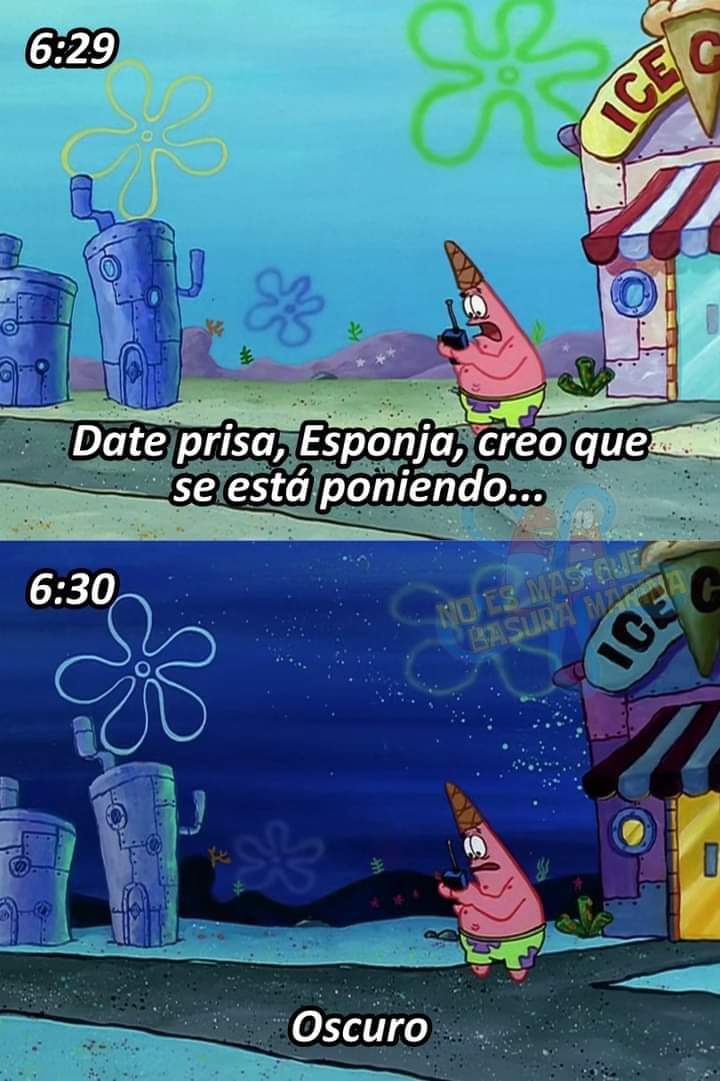 6:29
ICE C
Date prisa, Esponja, creo que
se está poniendo...
6:30
NO ES MAS QUE
BASURA MARINA
ICE C
Oscuro